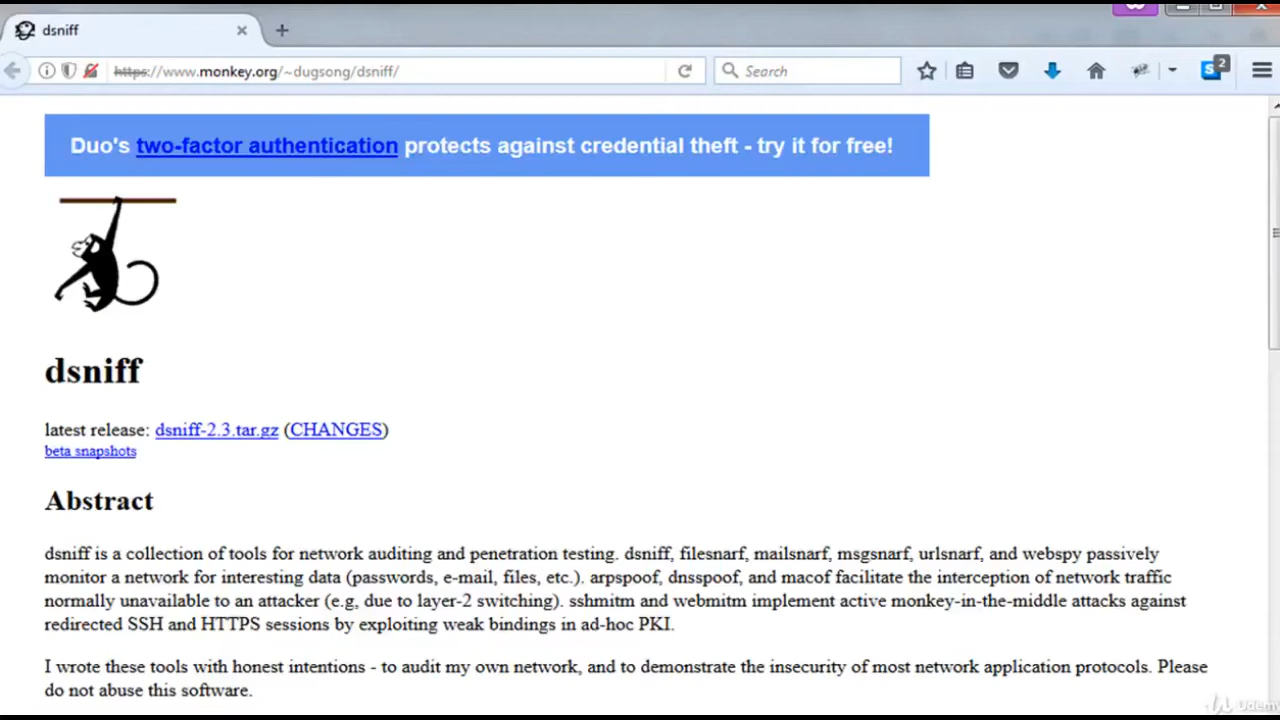 dsniff
https://www.monkey.org/~dugsong/dsniff/
Search
2
Duo's two-factor authentication protects against credential theft - try it for free!
dsniff
latest release: dsniff-2.3.tar.gz (CHANGES)
beta snapshots
Abstract
dsniff is a collection of tools for network auditing and penetration testing. dsniff, filesnarf, mailsnarf, msgsnarf, urlsnarf, and webspy passively
monitor a network for interesting data (passwords, e-mail, files, etc.). arpspoof, dnsspoof, and macof facilitate the interception of network traffic
normally unavailable to an attacker (e.g, due to layer-2 switching). sshmitm and webmitm implement active monkey-in-the-middle attacks against
redirected SSH and HTTPS sessions by exploiting weak bindings in ad-hoc PKI.
I wrote these tools with honest intentions - to audit my own network, and to demonstrate the insecurity of most network application protocols. Please
do not abuse this software.